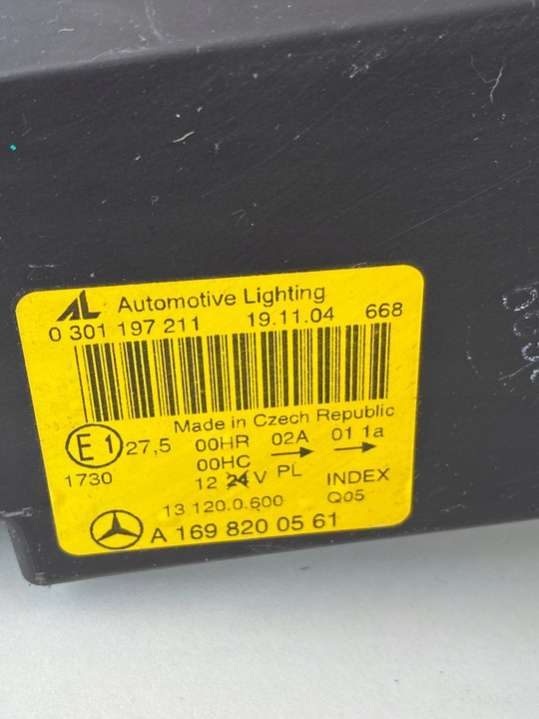 AL Automotive Lighting
0 301 197 211 19.11.04 668
Made in Czech Republic
E1 27,5 00HR 02A 01 1a
1730 00HC → →
12 24 V PL INDEX
13 120.0.600 Q05
A 169 820 05 61